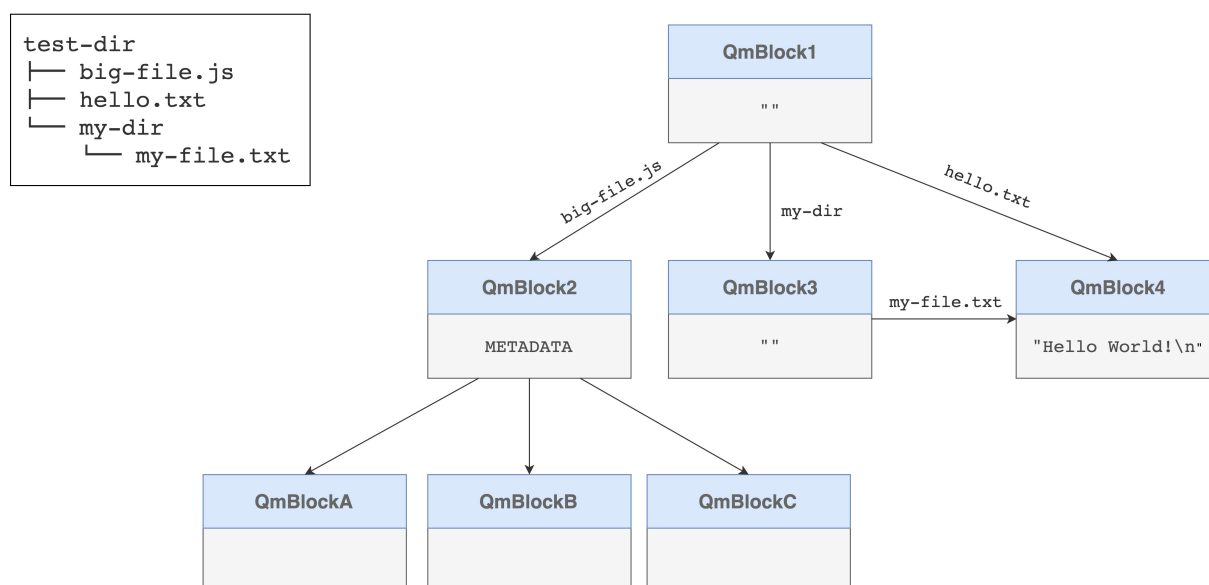 test-dir
├── big-file.js
├── hello.txt
└── my-dir
    └── my-file.txt
QmBlock1
""
big-file.js
my-dir
hello.txt
QmBlock2
METADATA
QmBlock3
""
my-file.txt
QmBlock4
"Hello World!\n"
QmBlockA
QmBlockB
QmBlockC